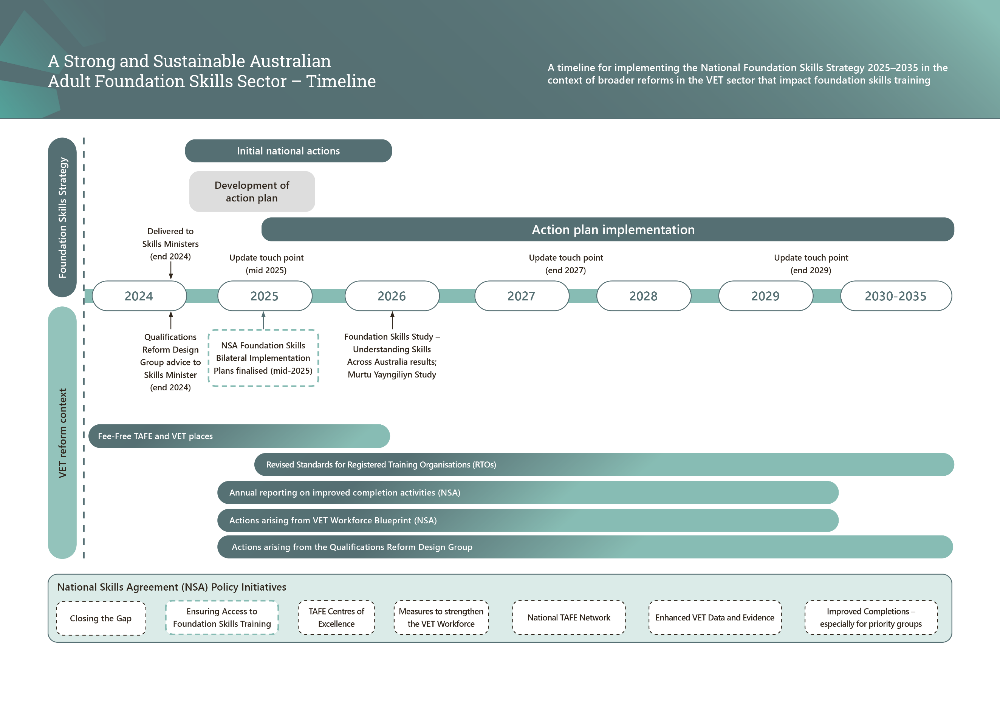 A Strong and Sustainable Australian
Adult Foundation Skills Sector – Timeline
A timeline for implementing the National Foundation Skills Strategy 2025–2035 in the
context of broader reforms in the VET sector that impact foundation skills training
Foundation Skills Strategy
Initial national actions
Development of
action plan
Action plan implementation
Delivered to
Skills Ministers
(end 2024)
Update touch point
(mid 2025)
Update touch point
(end 2027)
Update touch point
(end 2029)
2024
2025
2026
2027
2028
2029
2030-2035
VET reform context
Qualifications
Reform Design
Group advice to
Skills Minister
(end 2024)
NSA Foundation Skills
Bilateral Implementation
Plans finalised (mid-2025)
Foundation Skills Study –
Understanding Skills
Across Australia results;
Murtu Yayngiliyn Study
Fee-Free TAFE and VET places
Revised Standards for Registered Training Organisations (RTOs)
Annual reporting on improved completion activities (NSA)
Actions arising from VET Workforce Blueprint (NSA)
Actions arising from the Qualifications Reform Design Group
National Skills Agreement (NSA) Policy Initiatives
Closing the Gap
Ensuring Access to
Foundation Skills Training
TAFE Centres of
Excellence
Measures to strengthen
the VET Workforce
National TAFE Network
Enhanced VET Data and Evidence
Improved Completions –
especially for priority groups